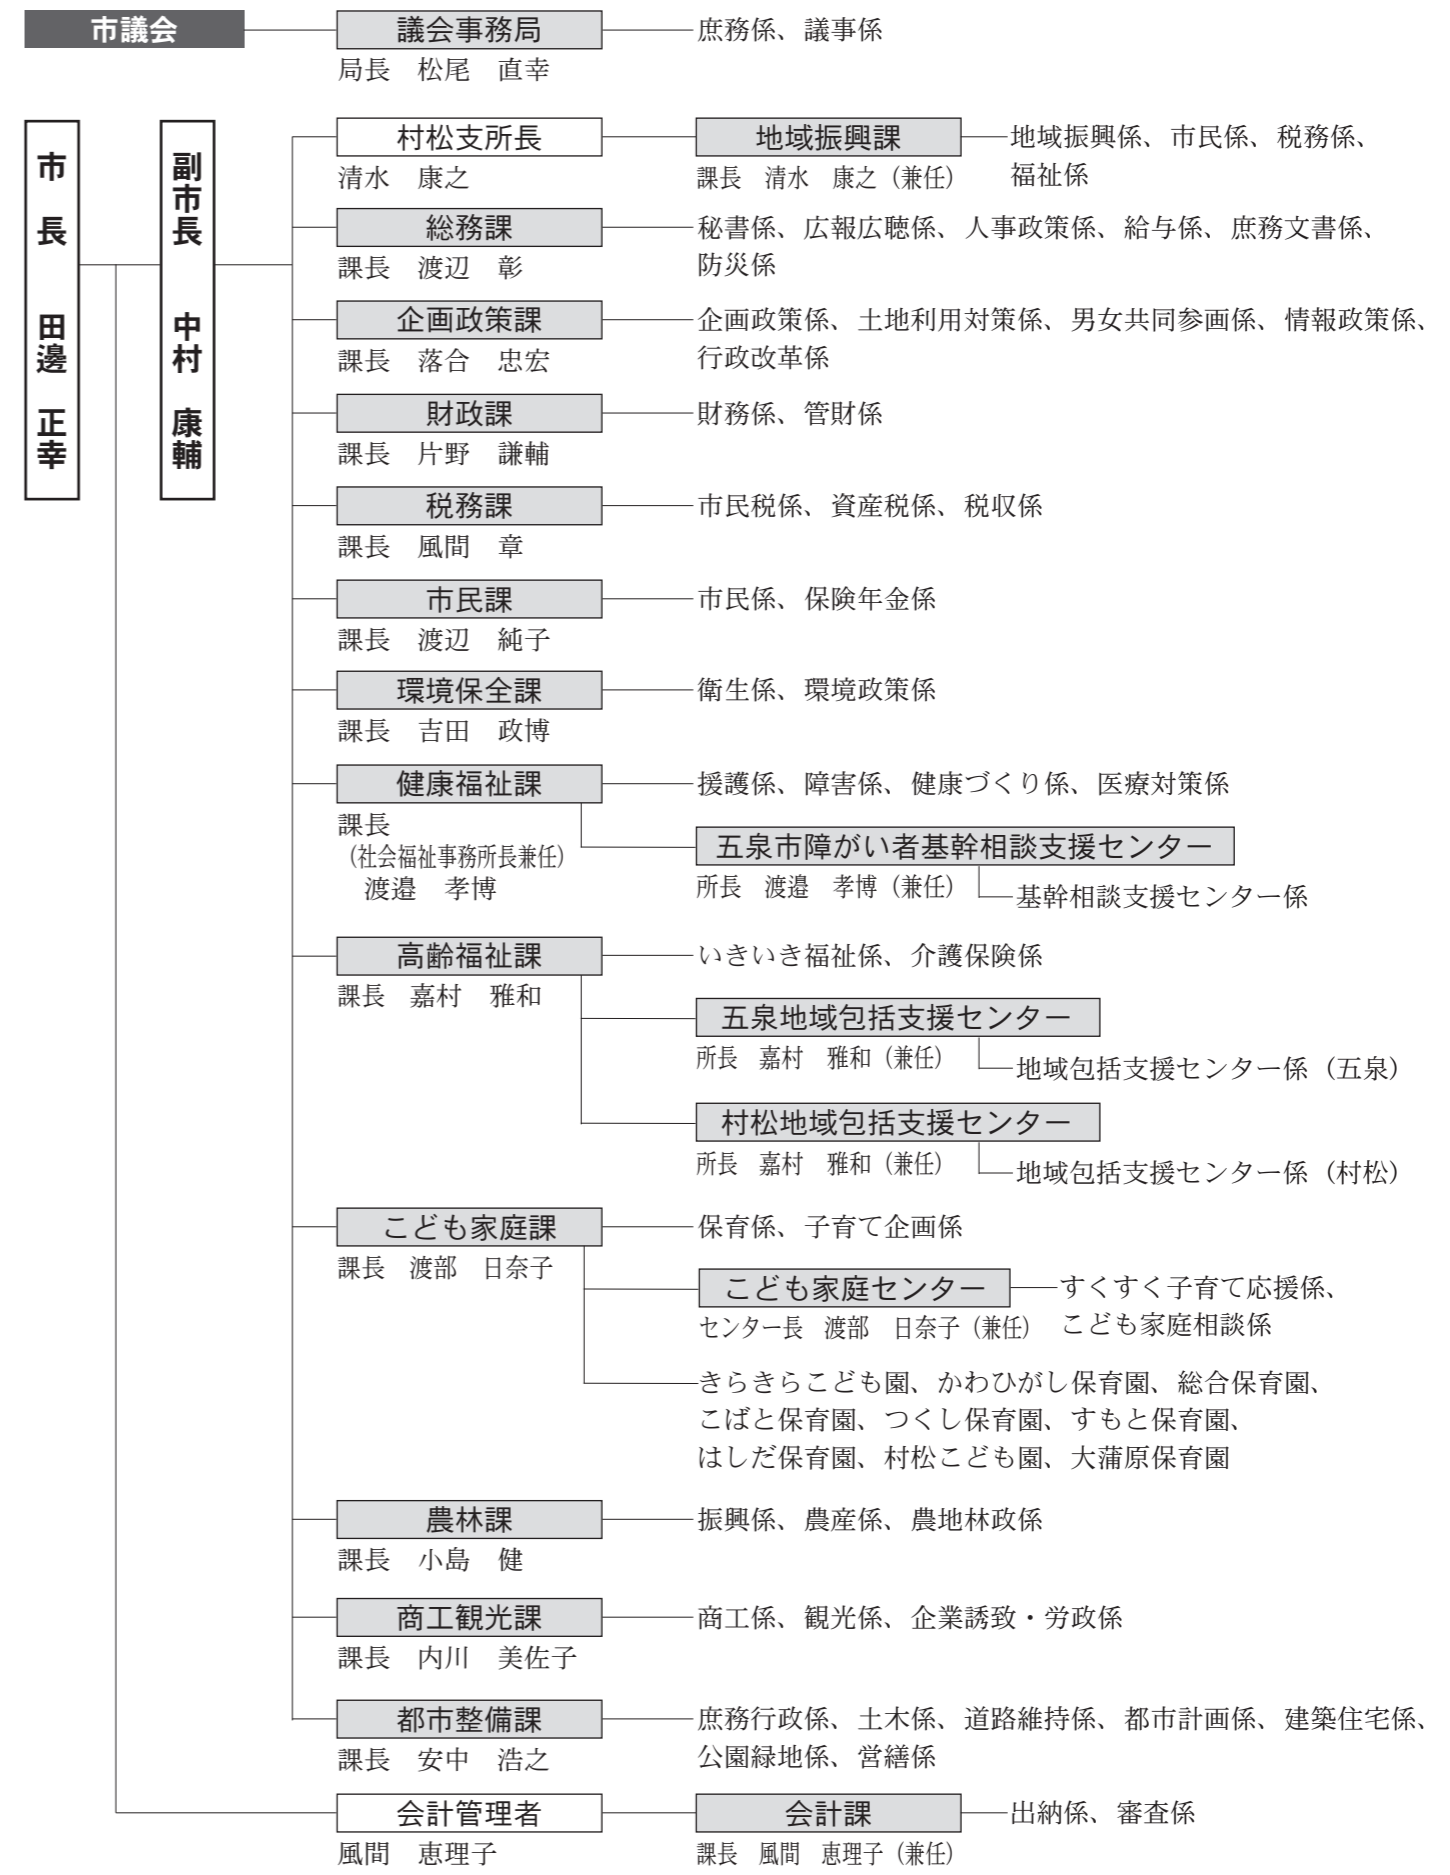 市議会
議会事務局
庶務係、議事係
局長　松尾　直幸
市長　田邊　正幸
副市長　中村　康輔
村松支所長
清水　康之
地域振興課
課長　清水　康之（兼任）
地域振興係、市民係、税務係、
福祉係
総務課
課長　渡辺　彰
秘書係、広報広聴係、人事政策係、給与係、庶務文書係、
防災係
企画政策課
課長　落合　忠宏
企画政策係、土地利用対策係、男女共同参画係、情報政策係、
行政改革係
財政課
課長　片野　謙輔
財務係、管財係
税務課
課長　風間　章
市民税係、資産税係、税収係
市民課
課長　渡辺　純子
市民係、保険年金係
環境保全課
課長　吉田　政博
衛生係、環境政策係
健康福祉課
課長
（社会福祉事務所長兼任）
渡邉　孝博
援護係、障害係、健康づくり係、医療対策係
五泉市障がい者基幹相談支援センター
所長　渡邉　孝博（兼任）
基幹相談支援センター係
高齢福祉課
課長　嘉村　雅和
いきいき福祉係、介護保険係
五泉地域包括支援センター
所長　嘉村　雅和（兼任）
地域包括支援センター係（五泉）
村松地域包括支援センター
所長　嘉村　雅和（兼任）
地域包括支援センター係（村松）
こども家庭課
課長　渡部　日奈子
保育係、子育て企画係
こども家庭センター
センター長　渡部　日奈子（兼任）
すくすく子育て応援係、
こども家庭相談係
きらきらこども園、かわひがし保育園、総合保育園、
こばと保育園、つくし保育園、すもと保育園、
はしだ保育園、村松こども園、大蒲原保育園
農林課
課長　小島　健
振興係、農産係、農地林政係
商工観光課
課長　内川　美佐子
商工係、観光係、企業誘致・労政係
都市整備課
課長　安中　浩之
庶務行政係、土木係、道路維持係、都市計画係、建築住宅係、
公園緑地係、営繕係
会計管理者
風間　恵理子
会計課
課長　風間　恵理子（兼任）
出納係、審査係